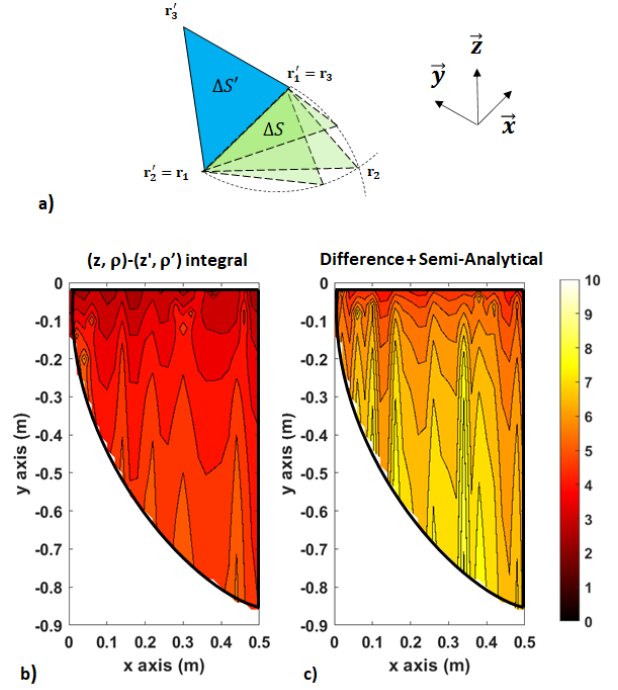 r₃′
r₁′ = r₃
ΔS′
ΔS
r₂′ = r₁
r₂
z⃗
y⃗
x⃗
a)
(z, ρ)-(z', ρ’) integral
Difference+Semi-Analytical
0
-0.1
-0.2
-0.3
-0.4
-0.5
-0.6
-0.7
-0.8
-0.9
y axis (m)
0 0.1 0.2 0.3 0.4 0.5
x axis (m)
b)
0
-0.1
-0.2
-0.3
-0.4
-0.5
-0.6
-0.7
-0.8
-0.9
y axis (m)
0 0.1 0.2 0.3 0.4 0.5
x axis (m)
c)
10
9
8
7
6
5
4
3
2
1
0